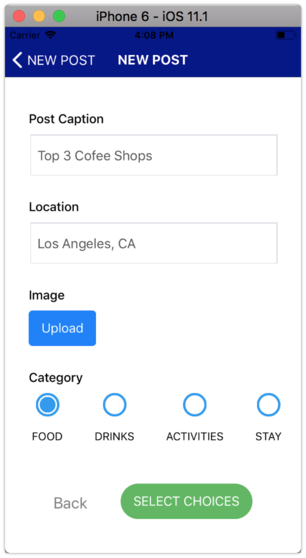 iPhone 6 - iOS 11.1
Carrier 4:08 PM
NEW POST NEW POST
Post Caption
Top 3 Cofee Shops
Location
Los Angeles, CA
Image
Upload
Category
FOOD DRINKS ACTIVITIES STAY
Back SELECT CHOICES